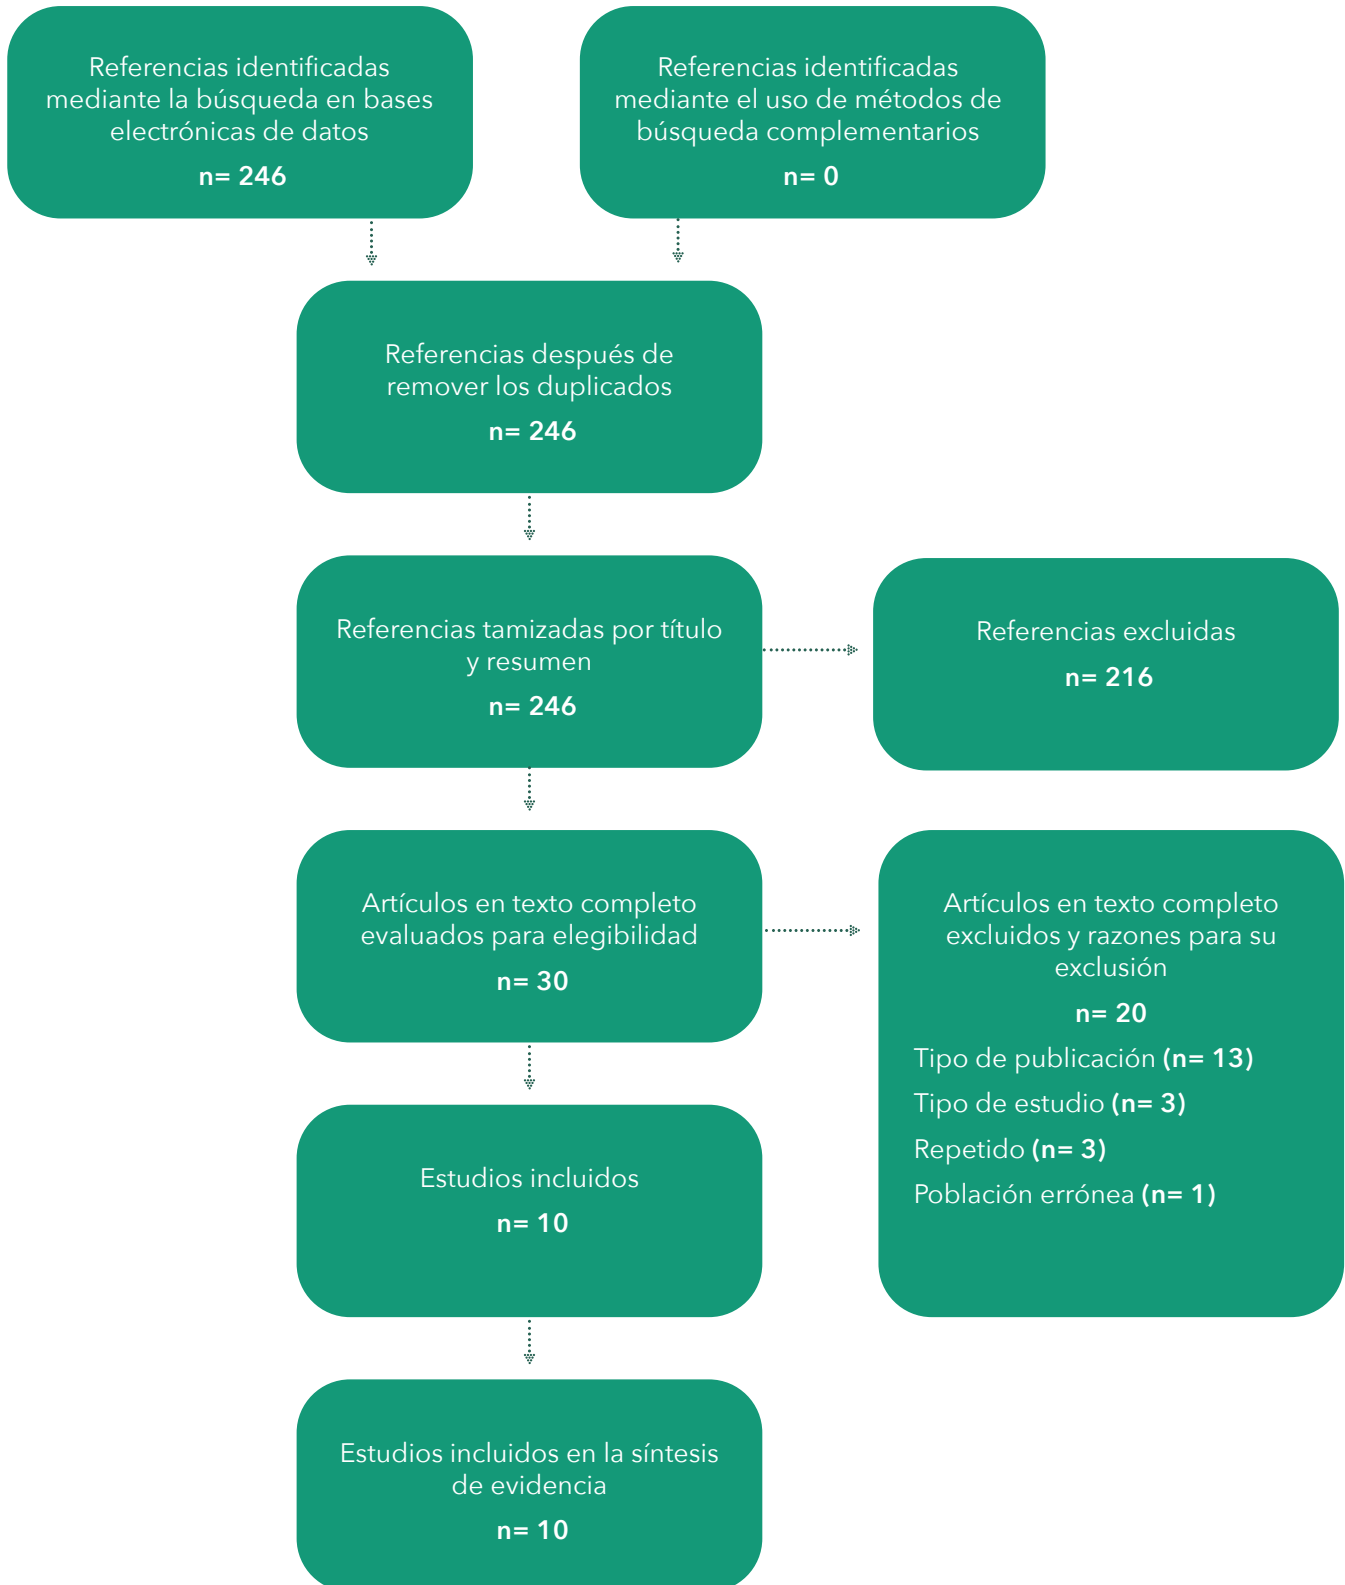 Referencias identificadas
mediante la búsqueda en bases
electrónicas de datos
n= 246
Referencias identificadas
mediante el uso de métodos de
búsqueda complementarios
n= 0
Referencias después de
remover los duplicados
n= 246
Referencias tamizadas por título
y resumen
n= 246
Referencias excluidas
n= 216
Artículos en texto completo
evaluados para elegibilidad
n= 30
Artículos en texto completo
excluidos y razones para su
exclusión
n= 20
Tipo de publicación (n= 13)
Tipo de estudio (n= 3)
Repetido (n= 3)
Población errónea (n= 1)
Estudios incluidos
n= 10
Estudios incluidos en la síntesis
de evidencia
n= 10